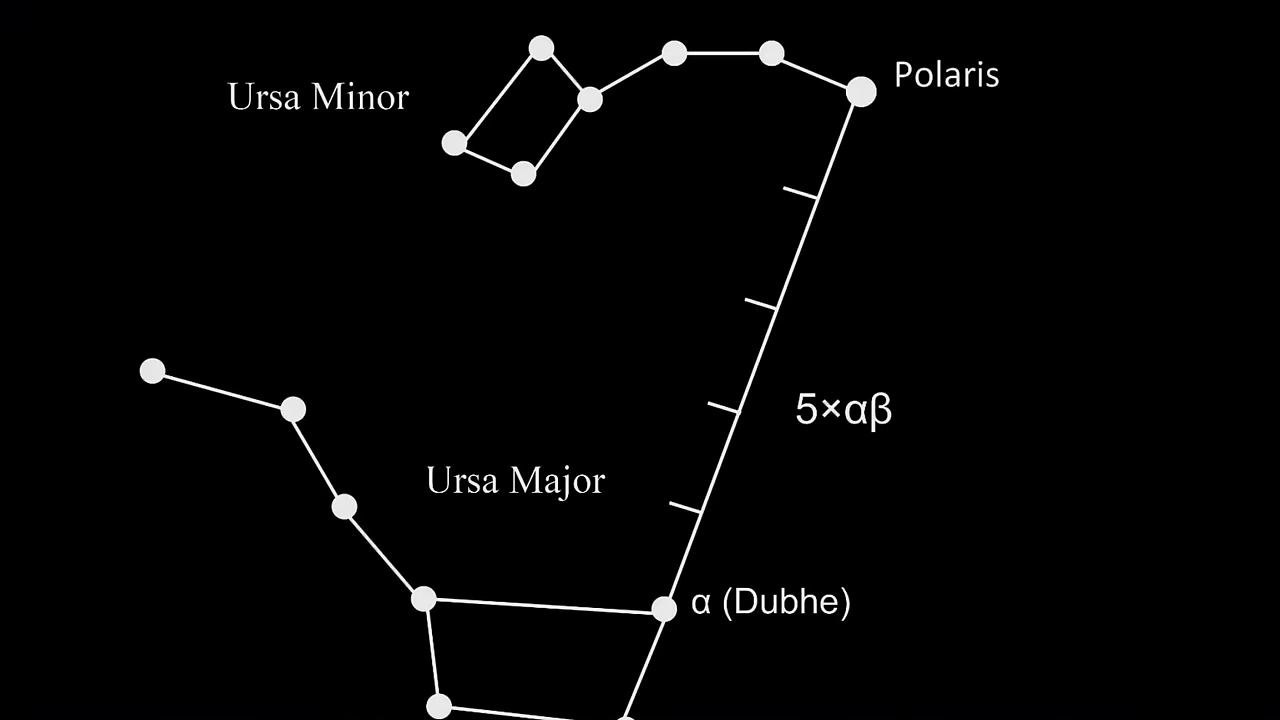 Polaris
Ursa Minor
5×αβ
Ursa Major
α (Dubhe)